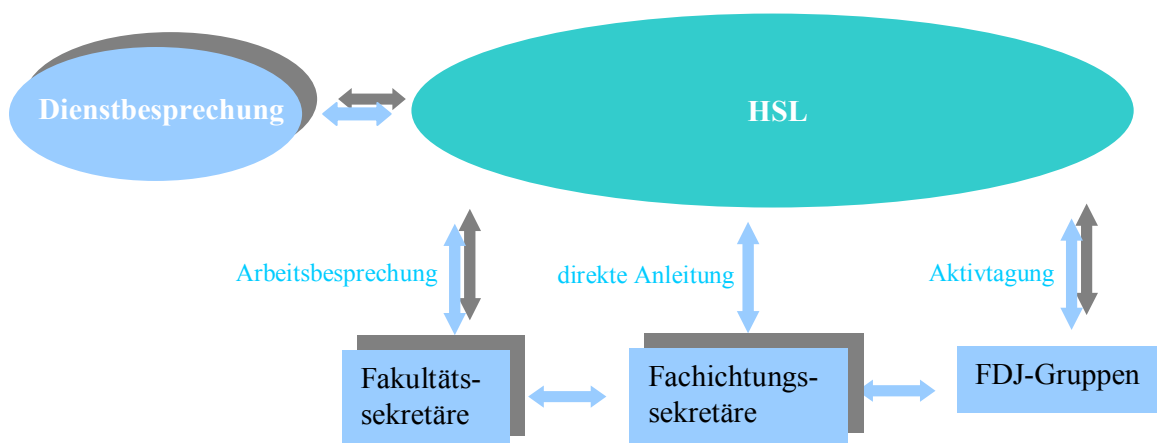 Dienstbesprechung
HSL
Arbeitsbesprechung
direkte Anleitung
Aktivtagung
Fakultäts-
sekretäre
Fachichtungs-
sekretäre
FDJ-Gruppen